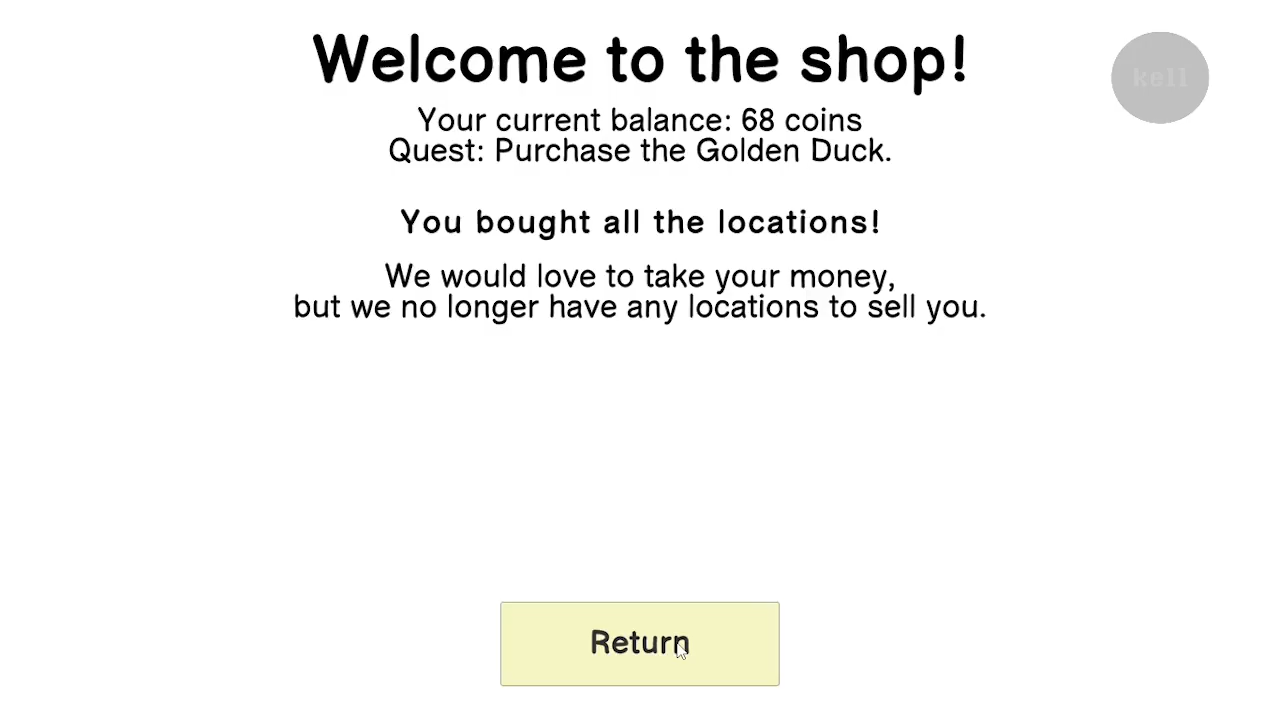 Welcome to the shop!
kell
Your current balance: 68 coins
Quest: Purchase the Golden Duck.
You bought all the locations!
We would love to take your money,
but we no longer have any locations to sell you.
Return